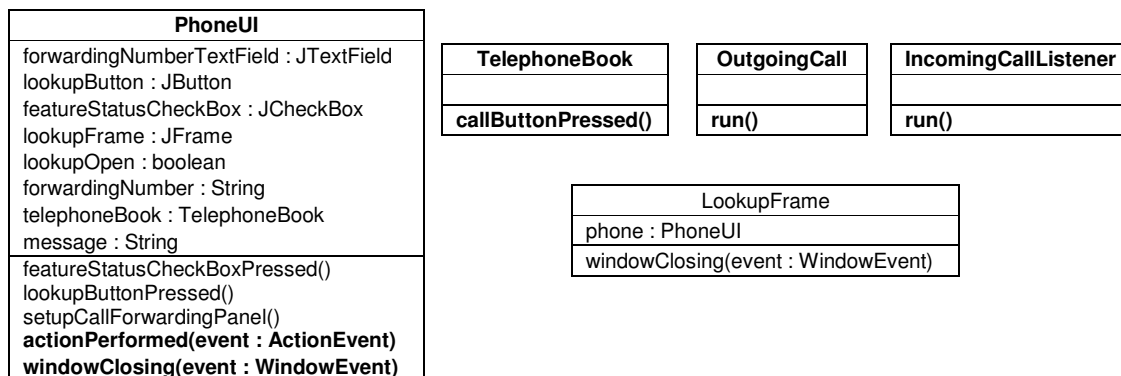 PhoneUI
forwardingNumberTextField : JTextField
lookupButton : JButton
featureStatusCheckBox : JCheckBox
lookupFrame : JFrame
lookupOpen : boolean
forwardingNumber : String
telephoneBook : TelephoneBook
message : String
featureStatusCheckBoxPressed()
lookupButtonPressed()
setupCallForwardingPanel()
actionPerformed(event : ActionEvent)
windowClosing(event : WindowEvent)
TelephoneBook
callButtonPressed()
OutgoingCall
run()
IncomingCallListener
run()
LookupFrame
phone : PhoneUI
windowClosing(event : WindowEvent)